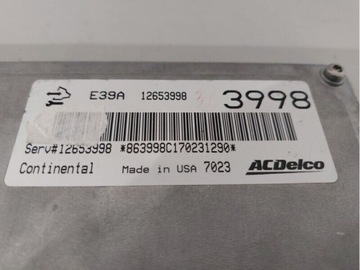 E39A 12653998 3998
Serv#12653998 *863998C170231290*
Continental Made in USA 7023 ACDelco